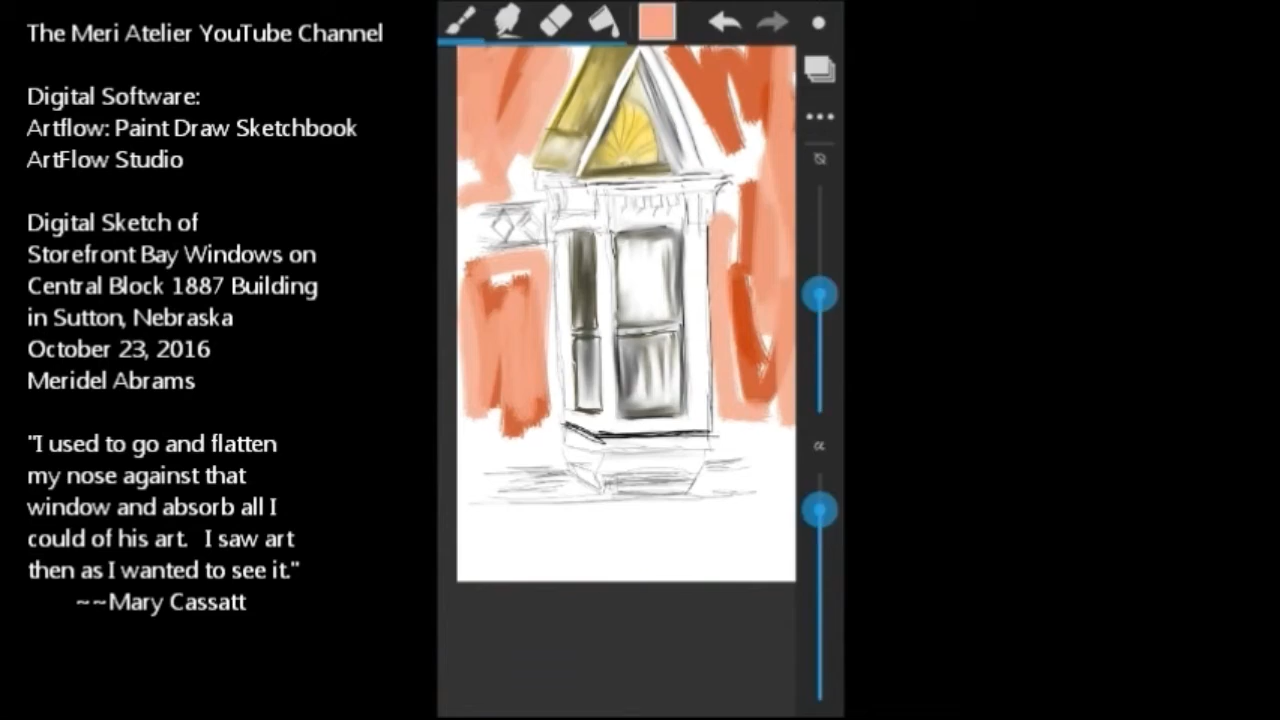 The Meri Atelier YouTube Channel
Digital Software:
Artflow: Paint Draw Sketchbook
ArtFlow Studio
Digital Sketch of
Storefront Bay Windows on
Central Block 1887 Building
in Sutton, Nebraska
October 23, 2016
Meridel Abrams
"I used to go and flatten
my nose against that
window and absorb all I
could of his art.   I saw art
then as I wanted to see it."
~~Mary Cassatt
α